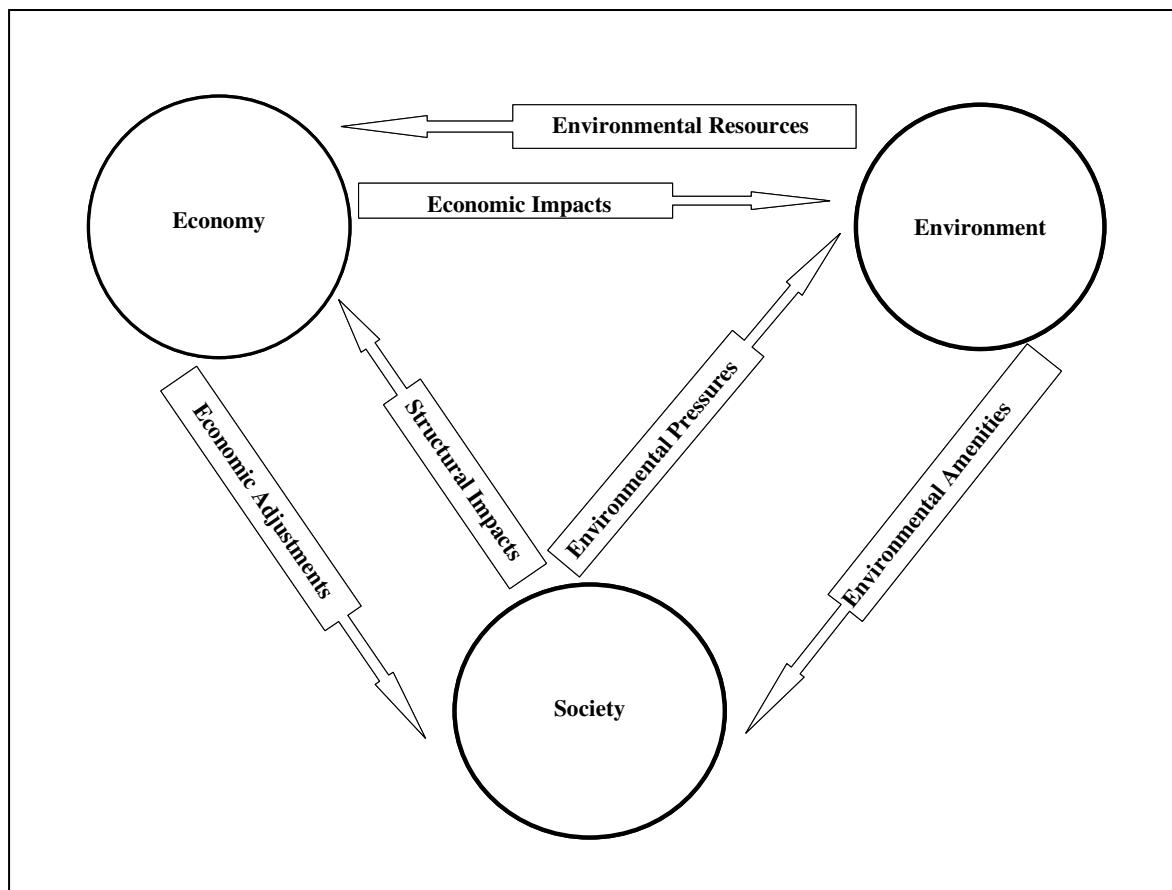 Environmental Resources
Economic Impacts
Economy
Environment
Economic Adjustments
Structural Impacts
Environmental Pressures
Environmental Amenities
Society